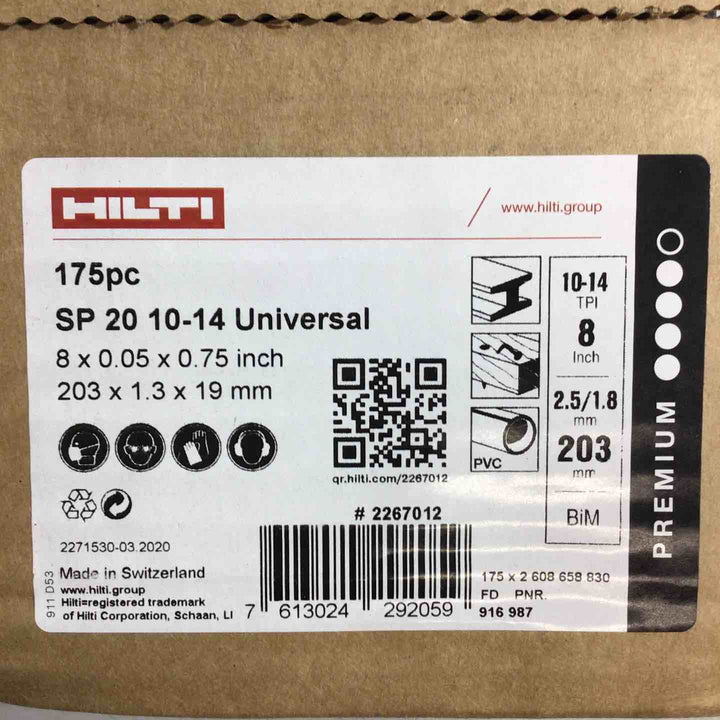 HILTI
www.hilti.group
175pc
SP 20 10-14 Universal
8 x 0.05 x 0.75 inch
203 x 1.3 x 19 mm
qr.hilti.com/2267012
PVC
10-14
TPI
8
Inch
2.5/1.8
mm
203
mm
BiM
PREMIUM
# 2267012
2271530-03.2020
911 D53
Made in Switzerland
www.hilti.group
Hilti=registered trademark
of Hilti Corporation, Schaan, LI
7 613024 292059
175 x 2 608 658 830
FD PNR.
916 987